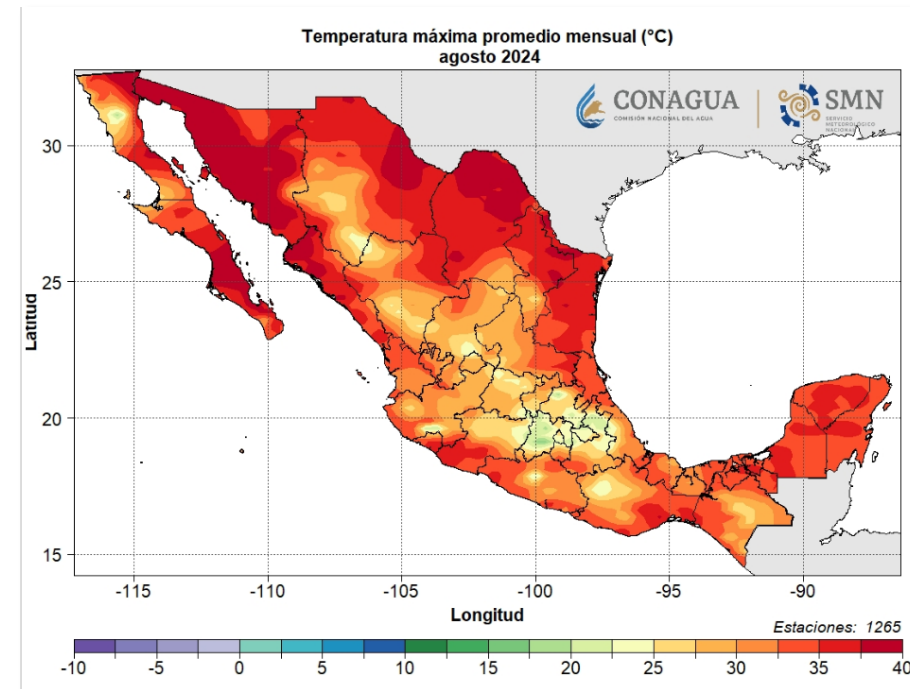 Temperatura máxima promedio mensual (°C)
agosto 2024
CONAGUA
COMISIÓN NACIONAL DEL AGUA
SMN
SERVICIO
METEOROLÓGICO
NACIONAL
Latitud
30
25
20
15
-115 -110 -105 -100 -95 -90
Longitud
Estaciones: 1265
-10 -5 0 5 10 15 20 25 30 35 40